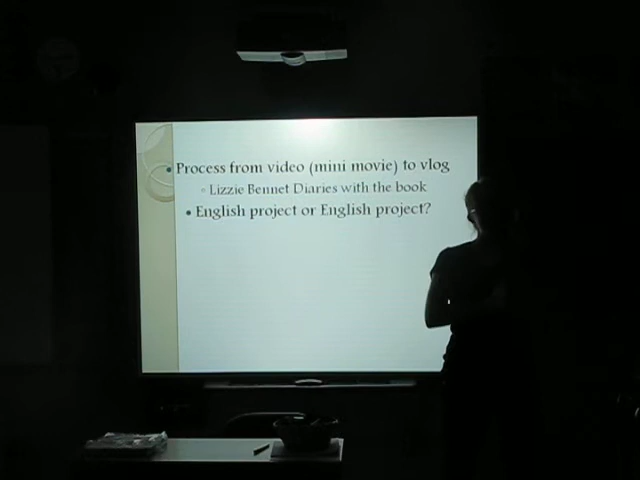 • Process from video (mini movie) to vlog
◦ Lizzie Bennet Diaries with the book
• English project or English project?